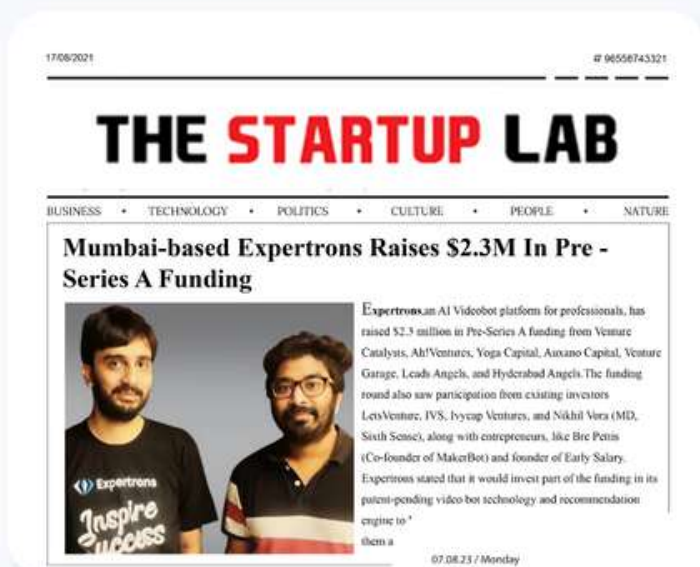 17/08/2021
# 96556743321
THE STARTUP LAB
BUSINESS • TECHNOLOGY • POLITICS • CULTURE • PEOPLE • NATURE
Mumbai-based Expertrons Raises $2.3M In Pre -
Series A Funding
Expertrons,an AI Videobot platform for professionals, has
raised $2.3 million in Pre-Series A funding from Venture
Catalysts, Ah!Ventures, Yoga Capital, Auxano Capital, Venture
Garage, Leads Angels, and Hyderabad Angels.The funding
round also saw participation from existing investors
LetsVenture, IVS, Ivycap Ventures, and Nikhil Vora (MD,
Sixth Sense), along with entrepreneurs, like Bre Pettis
(Co-founder of MakerBot) and founder of Early Salary.
Expertrons stated that it would invest part of the funding in its
patent-pending video bot technology and recommendation
engine to
them a
Expertrons
Inspire
Success
07.08.23 / Monday